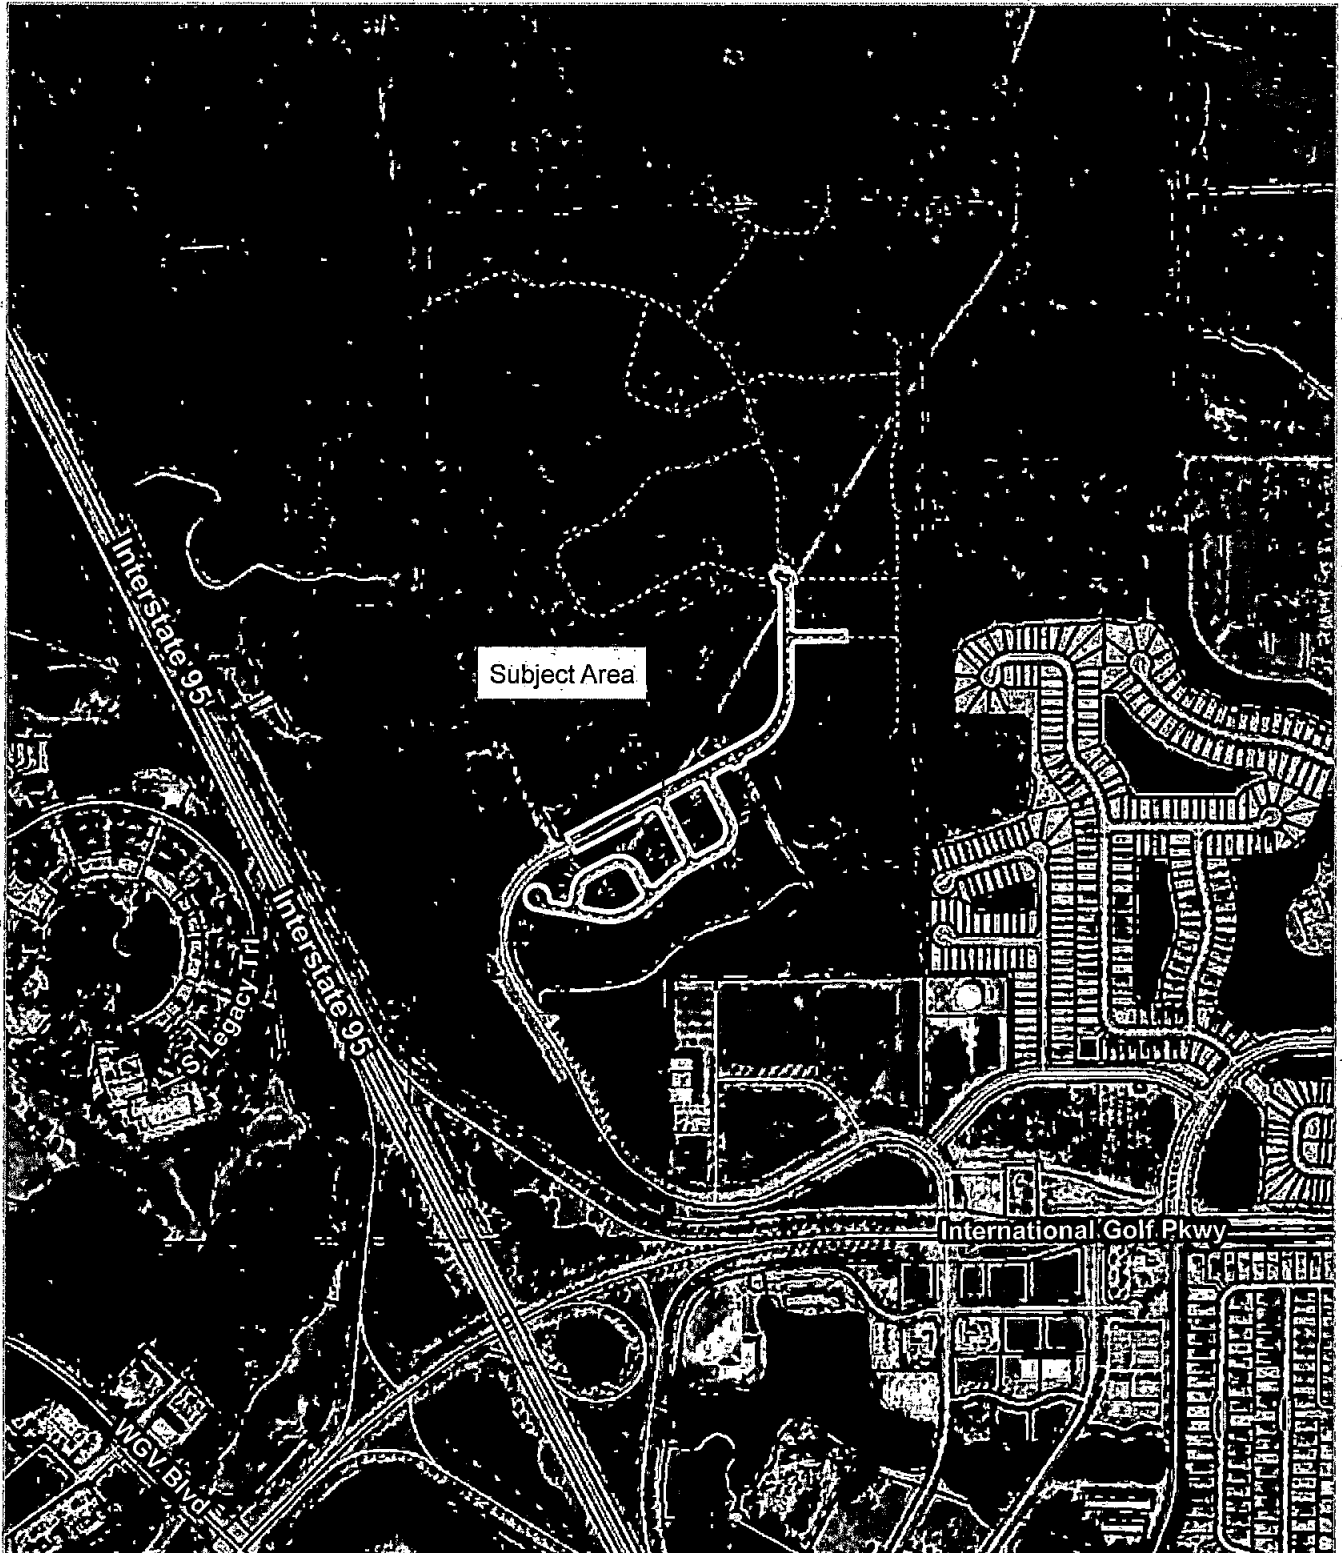 Interstate 95
Subject Area
Interstate 95
S Legacy Trl
International Golf Pkwy
WGV Blvd